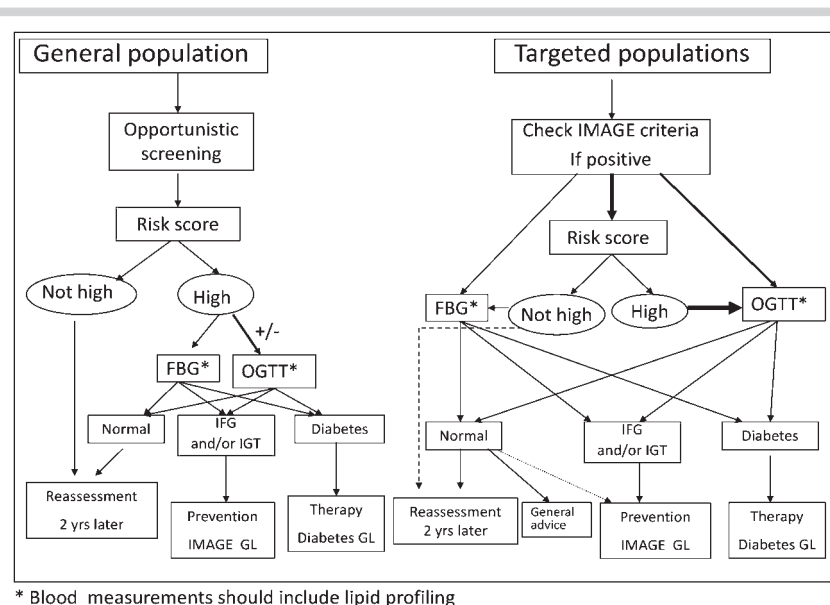 General population
Opportunistic
screening
Risk score
Not high
High
+/-
FBG*
OGTT*
Normal
IFG
and/or IGT
Diabetes
Reassessment
2 yrs later
Prevention
IMAGE GL
Therapy
Diabetes GL
Targeted populations
Check IMAGE criteria
If positive
Risk score
FBG*
Not high
High
OGTT*
Normal
IFG
and/or IGT
Diabetes
Reassessment
2 yrs later
General
advice
Prevention
IMAGE GL
Therapy
Diabetes GL
* Blood measurements should include lipid profiling